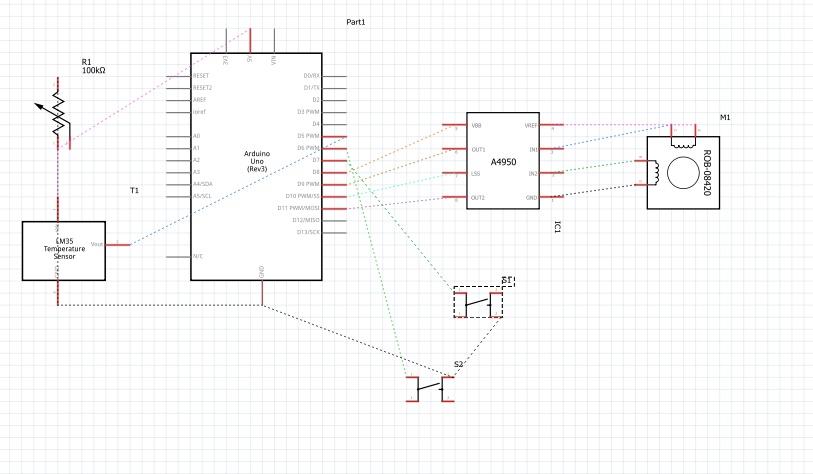 Part1
R1
100kΩ
3V3
5V
VIN
RESET
RESET2
AREF
ioref
A0
A1
A2
A3
A4/SDA
A5/SCL
N/C
Arduino
Uno
(Rev3)
D0/RX
D1/TX
D2
D3 PWM
D4
D5 PWM
D6 PWM
D7
D8
D9 PWM
D10 PWM/SS
D11 PWM/MOSI
D12/MISO
D13/SCK
GND
VBB
OUT1
LSS
OUT2
A4950
VREF
IN1
IN2
GND
IC1
M1
ROB-08420
T1
LM35
Temperature
Sensor
Vout
GND
S1
S2